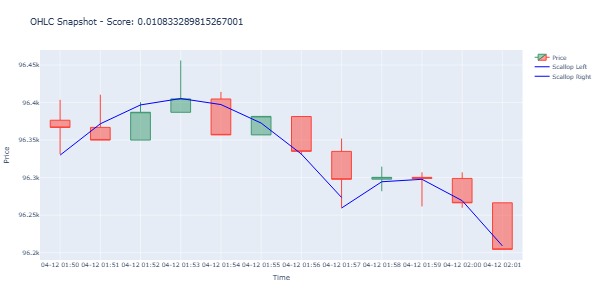 OHLC Snapshot - Score: 0.010833289815267001
Price
Scallop Left
Scallop Right
96.45k
96.4k
96.35k
96.3k
96.25k
96.2k
Price
04-12 01:50 04-12 01:51 04-12 01:52 04-12 01:53 04-12 01:54 04-12 01:55 04-12 01:56 04-12 01:57 04-12 01:58 04-12 01:59 04-12 02:00 04-12 02:01
Time